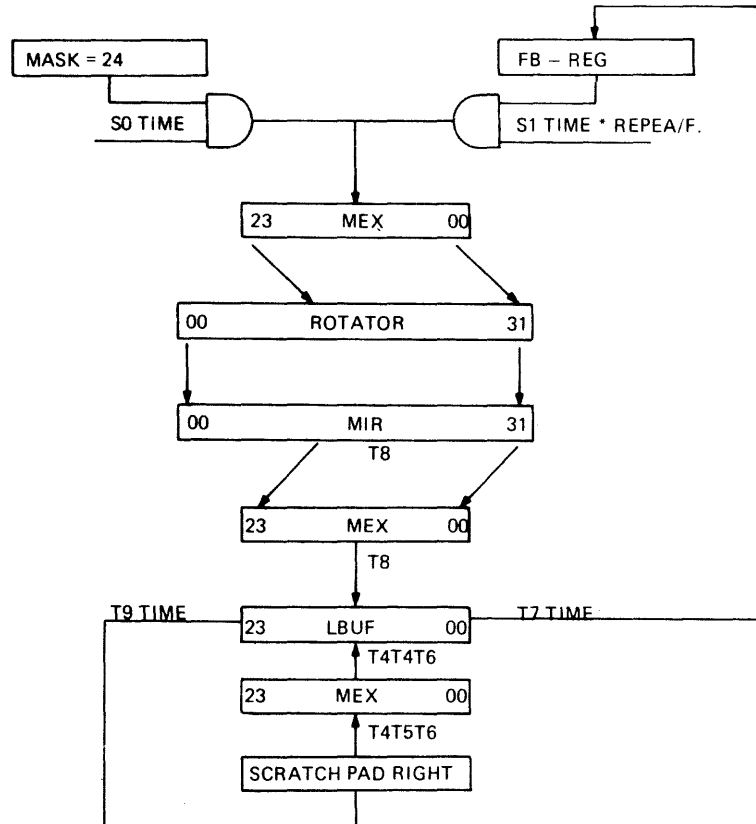 MASK = 24
FB – REG
S0 TIME
S1 TIME * REPEA/F.
23 MEX 00
00 ROTATOR 31
00 MIR 31
T8
23 MEX 00
T8
T9 TIME
T7 TIME
23 LBUF 00
T4T4T6
23 MEX 00
T4T5T6
SCRATCH PAD RIGHT